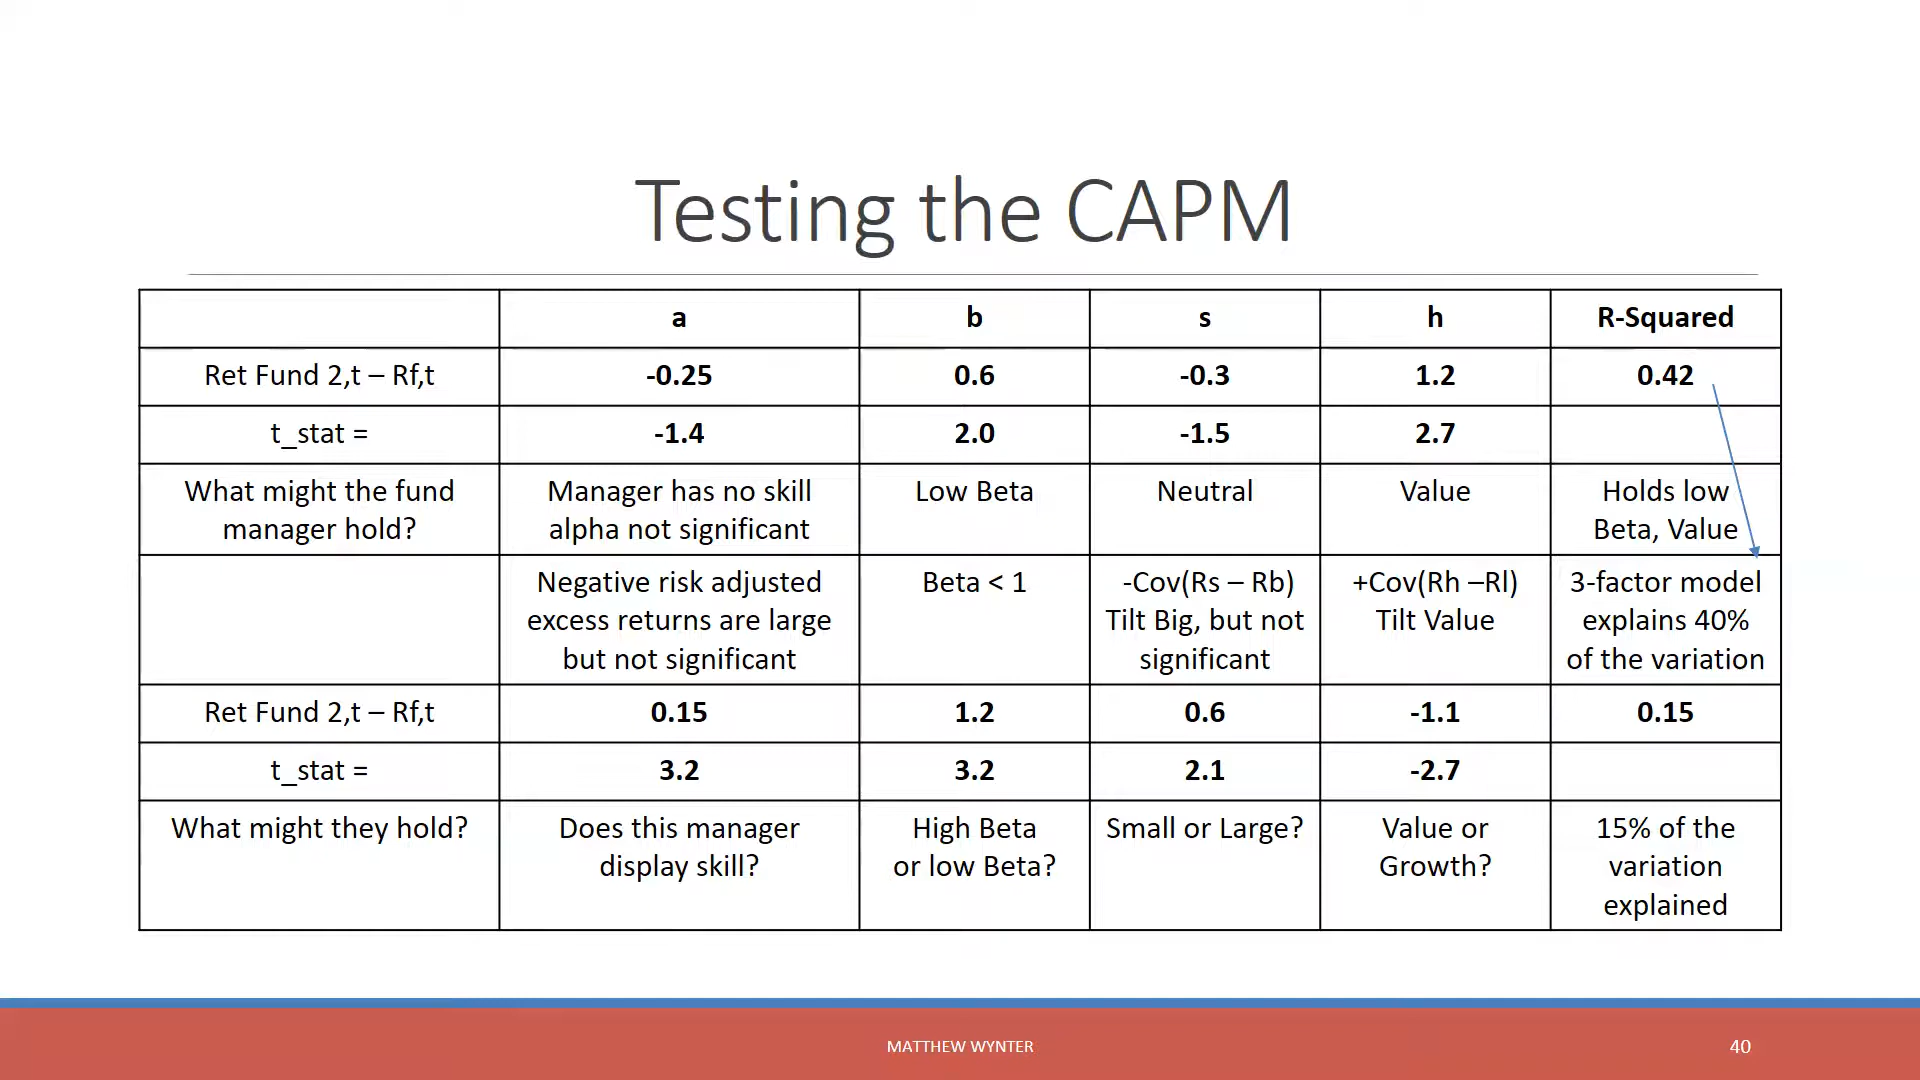 Testing the CAPM
a b s h R-Squared
Ret Fund 2,t – Rf,t -0.25 0.6 -0.3 1.2 0.42
t_stat = -1.4 2.0 -1.5 2.7
What might the fund manager hold?
Manager has no skill alpha not significant
Low Beta
Neutral
Value
Holds low Beta, Value
Negative risk adjusted excess returns are large but not significant
Beta < 1
-Cov(Rs – Rb) Tilt Big, but not significant
+Cov(Rh –Rl) Tilt Value
3-factor model explains 40% of the variation
Ret Fund 2,t – Rf,t 0.15 1.2 0.6 -1.1 0.15
t_stat = 3.2 3.2 2.1 -2.7
What might they hold?
Does this manager display skill?
High Beta or low Beta?
Small or Large?
Value or Growth?
15% of the variation explained
MATTHEW WYNTER
40